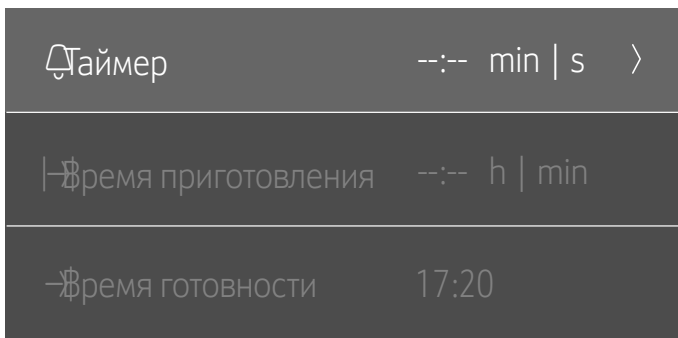 Таймер --:-- min | s 〉
Время приготовления --:-- h | min
Время готовности 17:20